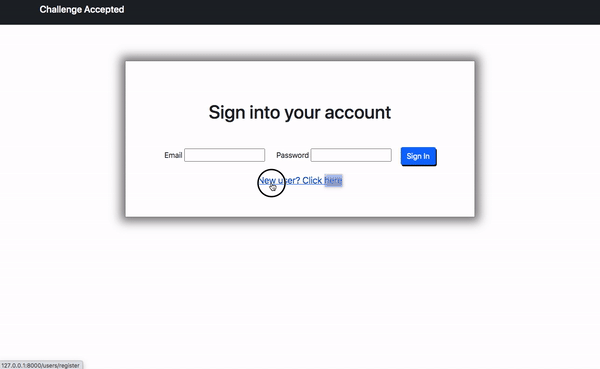 Challenge Accepted
Sign into your account
Email Password Sign In
New user? Click here
127.0.0.1:8000/users/register